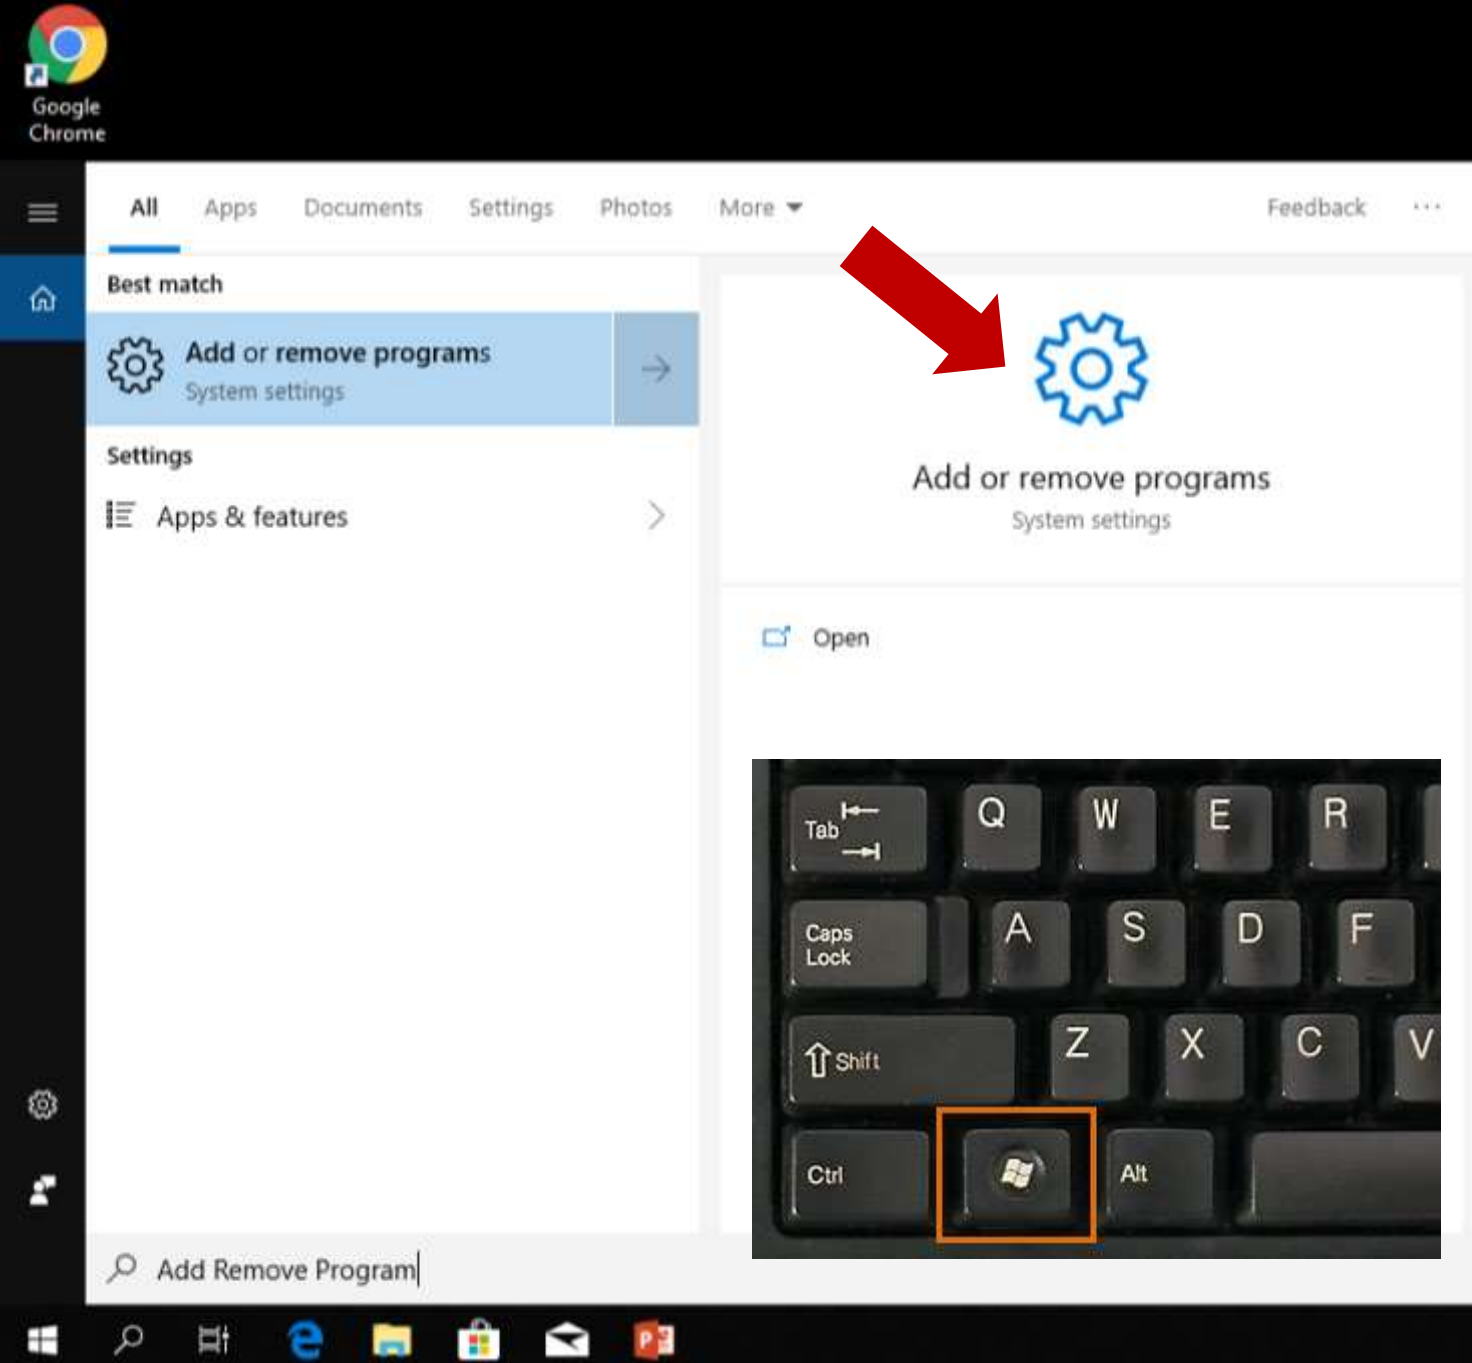 Google
Chrome
All Apps Documents Settings Photos More Feedback ...
Best match
Add or remove programs
System settings
Settings
Apps & features
Add or remove programs
System settings
Open
Tab Q W E R
Caps
Lock
A S D F
Shift Z X C V
Ctrl Alt
Add Remove Program
P